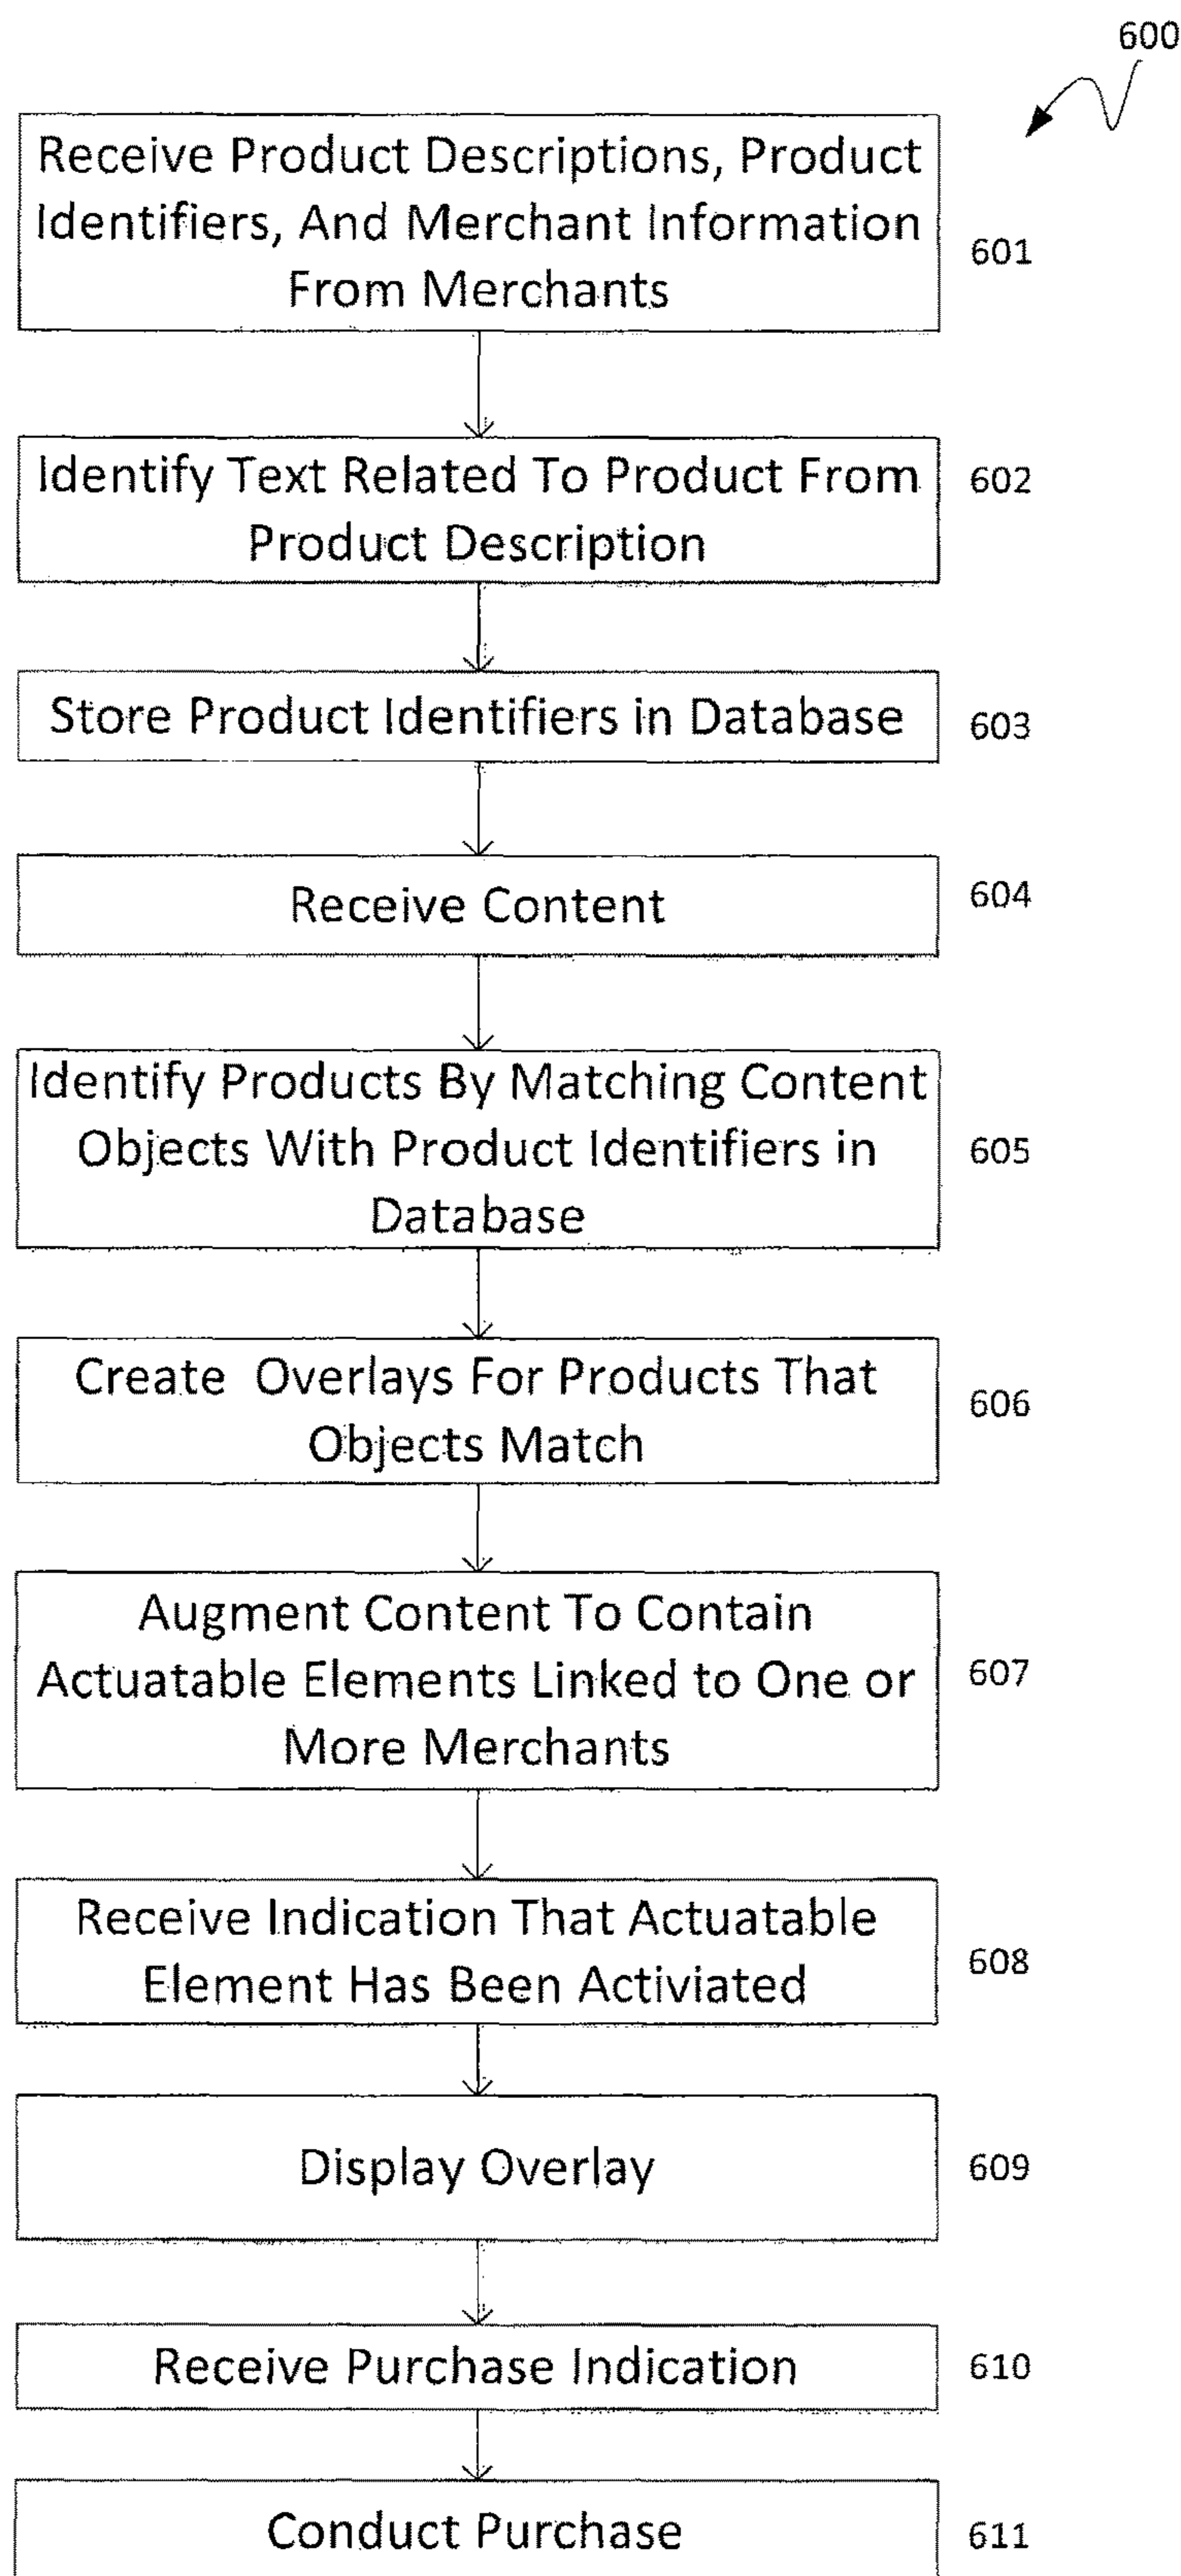 600
Receive Product Descriptions, Product
Identifiers, And Merchant Information
From Merchants
601
Identify Text Related To Product From
Product Description
602
Store Product Identifiers in Database
603
Receive Content
604
Identify Products By Matching Content
Objects With Product Identifiers in
Database
605
Create Overlays For Products That
Objects Match
606
Augment Content To Contain
Actuatable Elements Linked to One or
More Merchants
607
Receive Indication That Actuatable
Element Has Been Activiated
608
Display Overlay
609
Receive Purchase Indication
610
Conduct Purchase
611